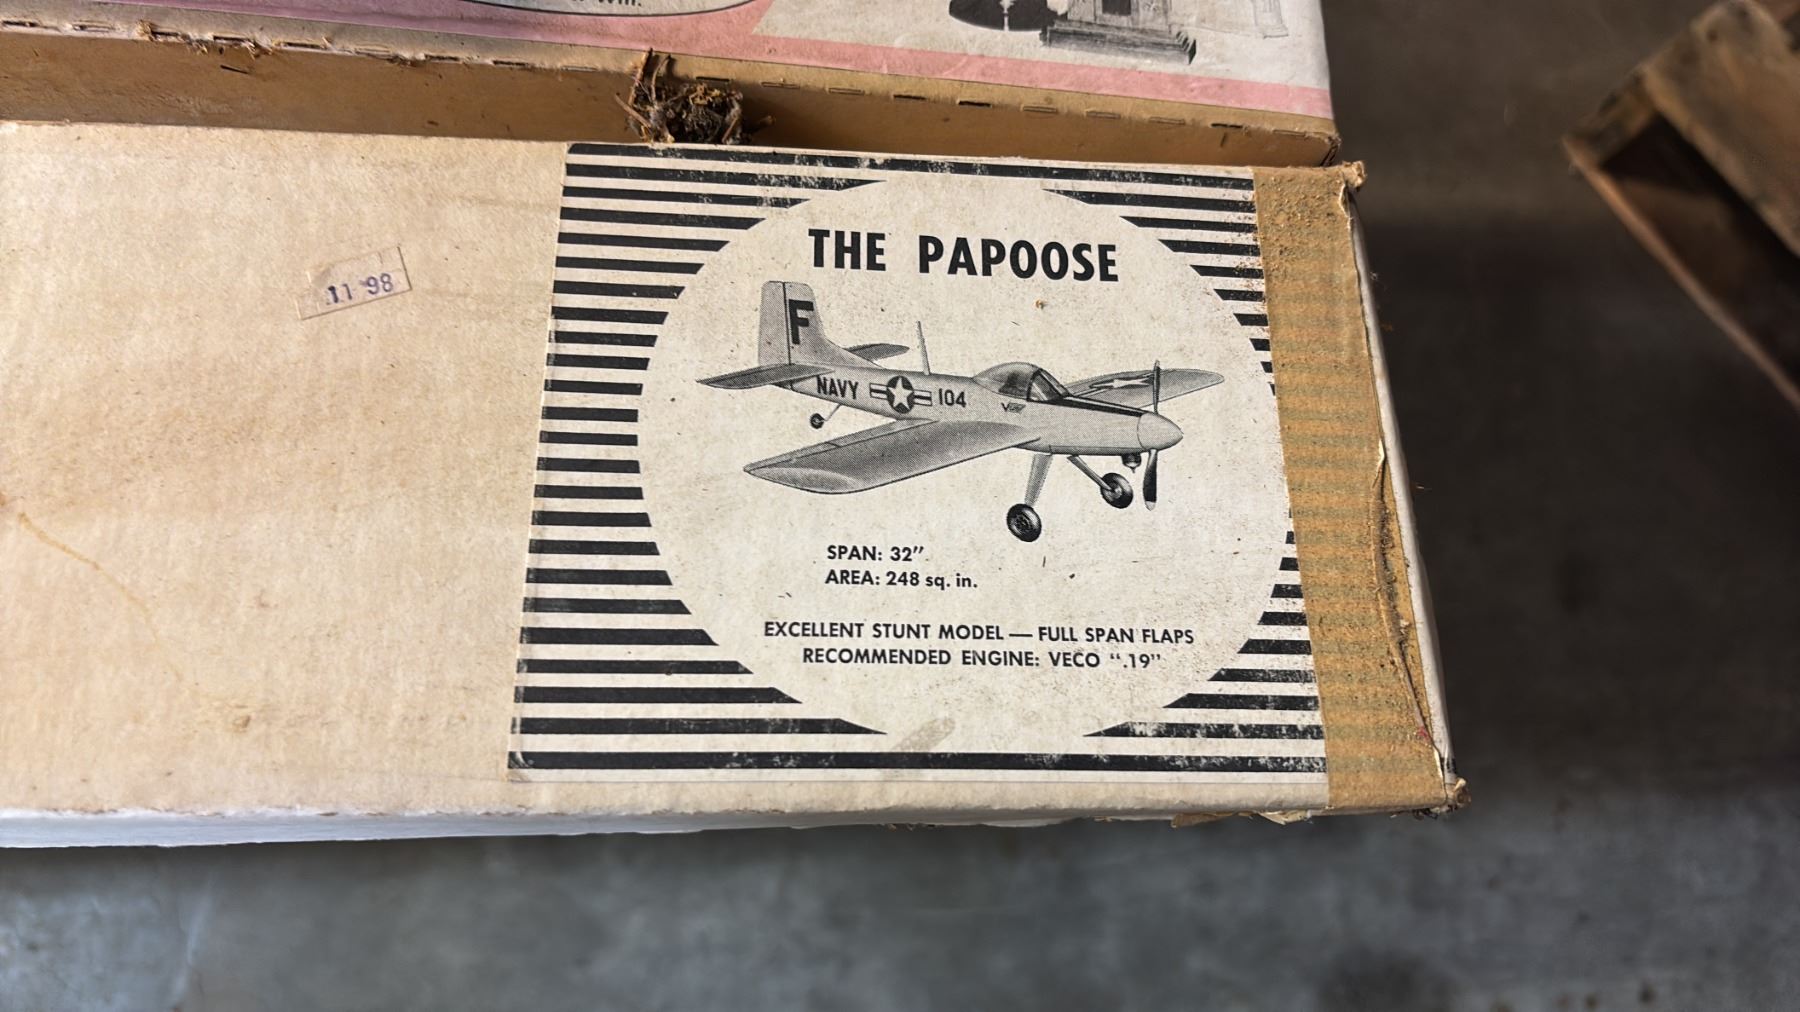 11 98
THE PAPOOSE
F
NAVY 104
SPAN: 32"
AREA: 248 sq. in.
EXCELLENT STUNT MODEL — FULL SPAN FLAPS
RECOMMENDED ENGINE: VECO ".19"